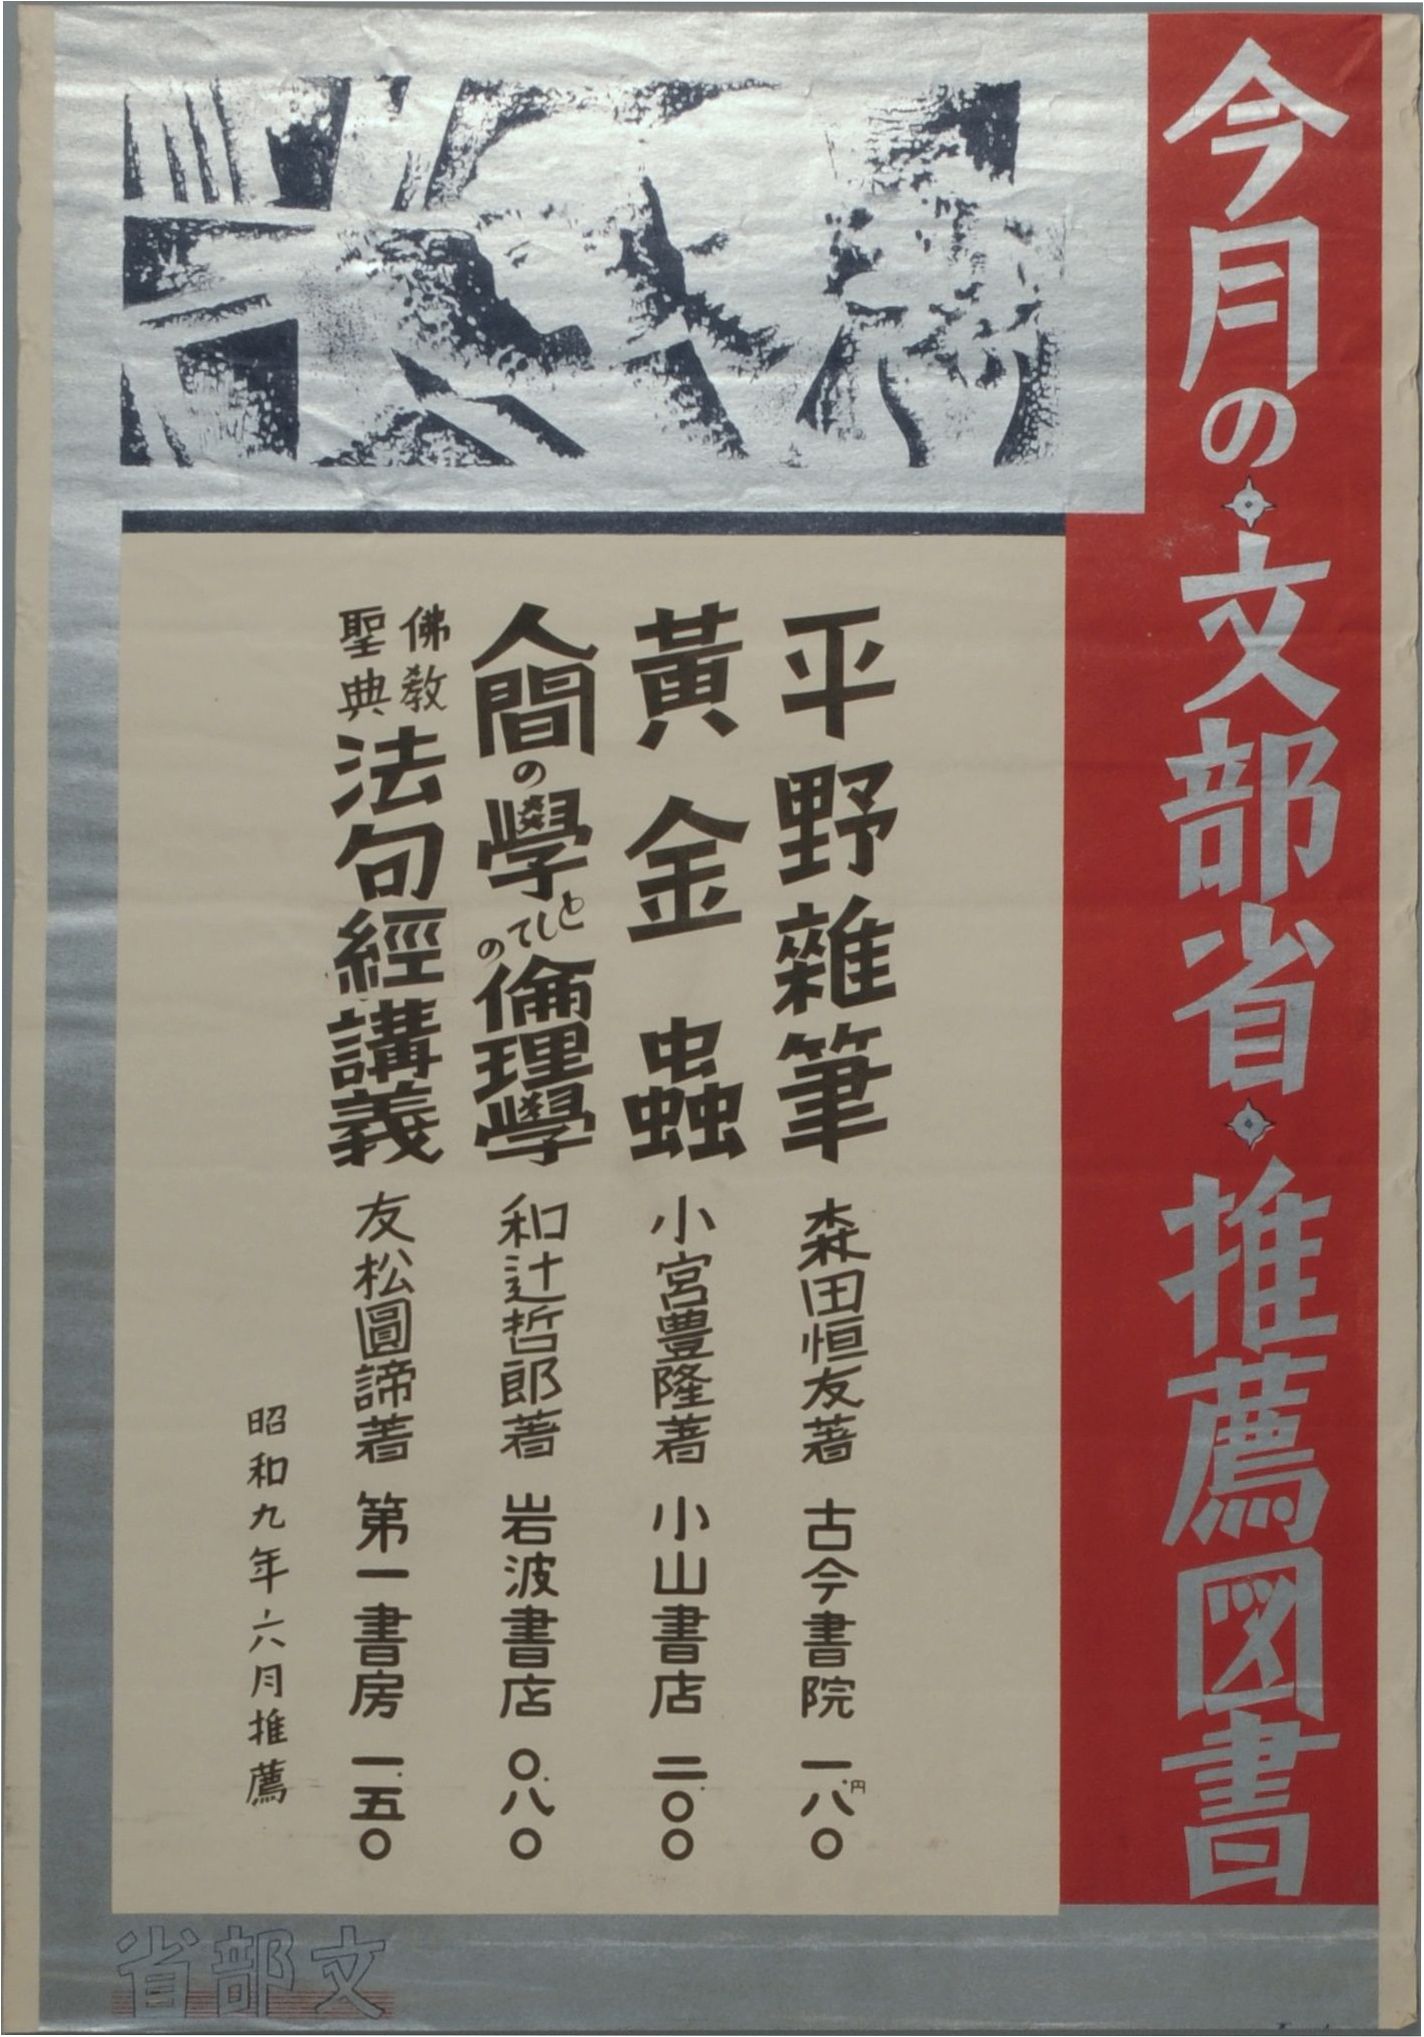 今月の・文部省・推薦図書
平野雜筆 森田恒友著 古今書院 一.八〇円
黃金蟲 小宮豊隆著 小山書店 二.〇〇
人間の學としての倫理學 和辻哲郎著 岩波書店 〇.八〇
佛教聖典 法句經講義 友松圓諦著 第一書房 一.五〇
昭和九年六月推薦
省部文